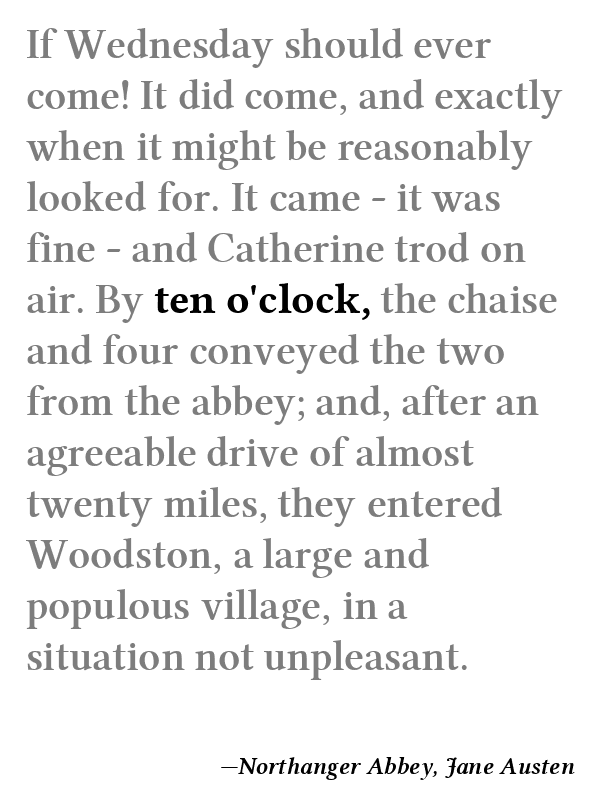 If Wednesday should ever
come! It did come, and exactly
when it might be reasonably
looked for. It came - it was
fine - and Catherine trod on
air. By ten o'clock, the chaise
and four conveyed the two
from the abbey; and, after an
agreeable drive of almost
twenty miles, they entered
Woodston, a large and
populous village, in a
situation not unpleasant.
—Northanger Abbey, Jane Austen